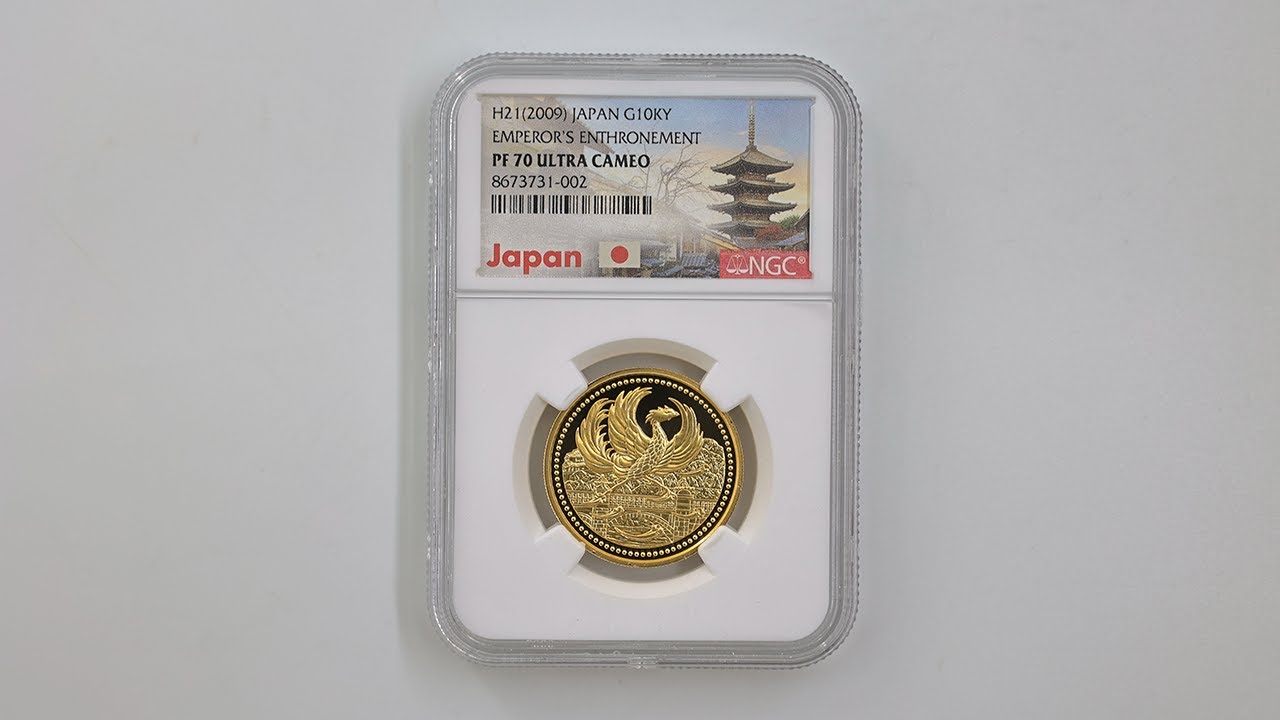 H21(2009) JAPAN G10KY
EMPEROR'S ENTHRONEMENT
PF 70 ULTRA CAMEO
8673731-002
Japan
NGC®